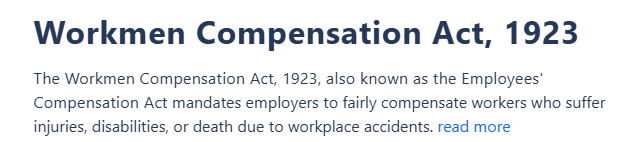 Workmen Compensation Act, 1923
The Workmen Compensation Act, 1923, also known as the Employees'
Compensation Act mandates employers to fairly compensate workers who suffer
injuries, disabilities, or death due to workplace accidents. read more